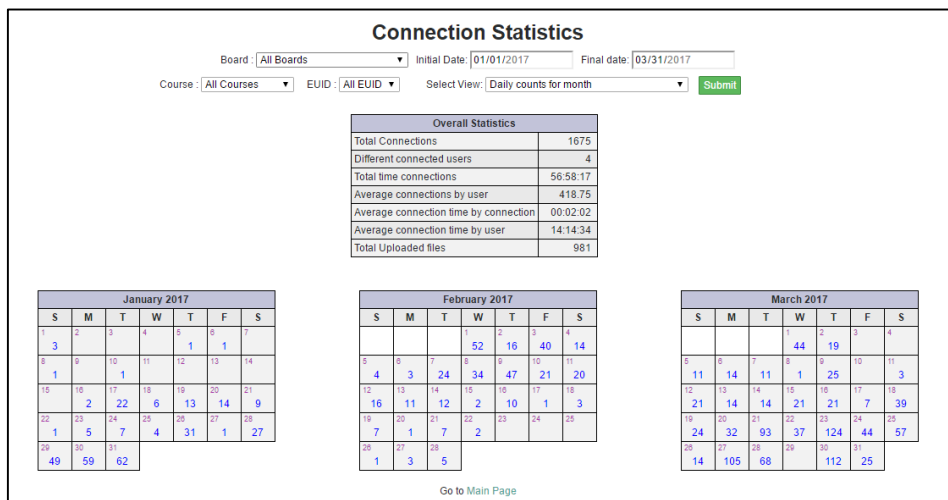 Connection Statistics
Board : All Boards Initial Date: 01/01/2017 Final date: 03/31/2017
Course : All Courses EUID : All EUID Select View: Daily counts for month Submit
Overall Statistics
Total Connections 1675
Different connected users 4
Total time connections 56:58:17
Average connections by user 418.75
Average connection time by connection 00:02:02
Average connection time by user 14:14:34
Total Uploaded files 981
January 2017
S M T W T F S
1 2 3 4 5 6 7
3 1 1
8 9 10 11 12 13 14
1 1
15 16 17 18 19 20 21
2 22 6 13 14 9
22 23 24 25 26 27 28
1 5 7 4 31 1 27
29 30 31
49 59 62
February 2017
S M T W T F S
1 2 3 4
52 16 40 14
5 6 7 8 9 10 11
4 3 24 34 47 21 20
12 13 14 15 16 17 18
16 11 12 2 10 1 3
19 20 21 22 23 24 25
7 1 7 2
26 27 28
1 3 5
March 2017
S M T W T F S
1 2 3 4
44 19
5 6 7 8 9 10 11
11 14 11 1 25 3
12 13 14 15 16 17 18
21 14 14 21 21 7 39
19 20 21 22 23 24 25
24 32 93 37 124 44 57
26 27 28 29 30 31
14 105 68 112 25
Go to Main Page